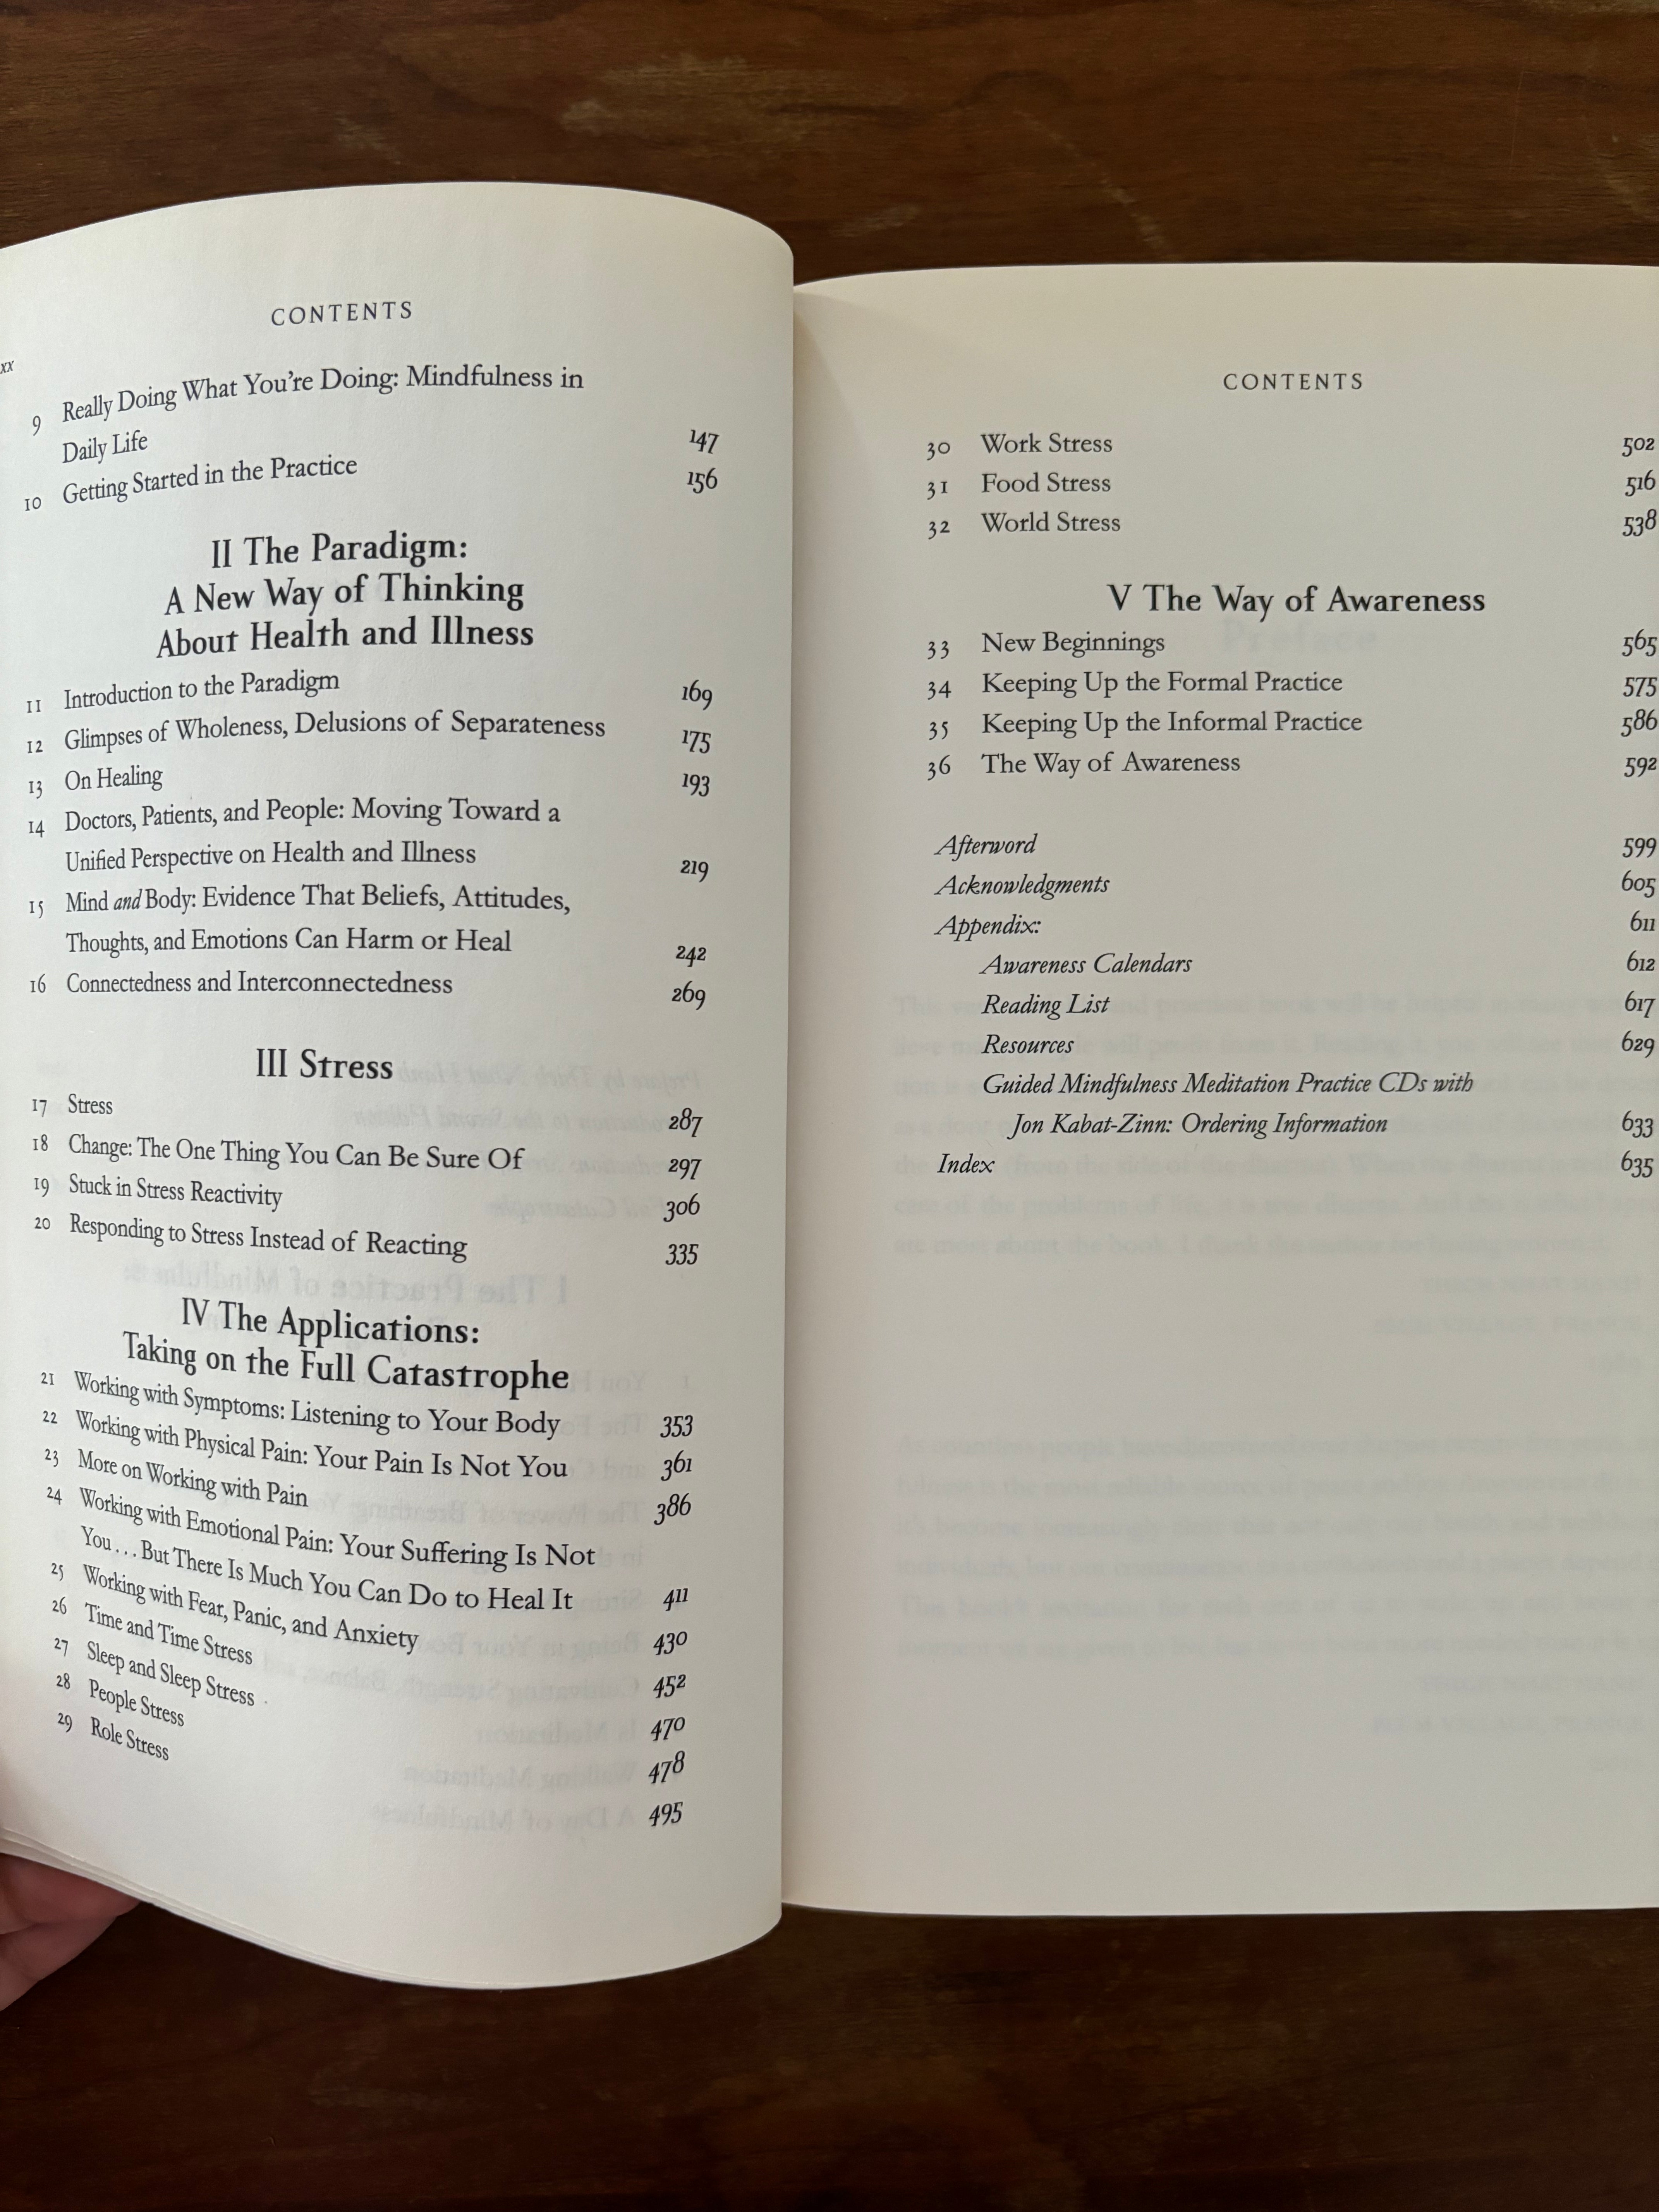 CONTENTS
xx
9 Really Doing What You're Doing: Mindfulness in
Daily Life 147
10 Getting Started in the Practice 156
II The Paradigm:
A New Way of Thinking
About Health and Illness
11 Introduction to the Paradigm 169
12 Glimpses of Wholeness, Delusions of Separateness 175
13 On Healing 193
14 Doctors, Patients, and People: Moving Toward a
Unified Perspective on Health and Illness 219
15 Mind and Body: Evidence That Beliefs, Attitudes,
Thoughts, and Emotions Can Harm or Heal 242
16 Connectedness and Interconnectedness 269
III Stress
17 Stress 287
18 Change: The One Thing You Can Be Sure Of 297
19 Stuck in Stress Reactivity 306
20 Responding to Stress Instead of Reacting 335
IV The Applications:
Taking on the Full Catastrophe
21 Working with Symptoms: Listening to Your Body 353
22 Working with Physical Pain: Your Pain Is Not You 361
23 More on Working with Pain 386
24 Working with Emotional Pain: Your Suffering Is Not
You . . . But There Is Much You Can Do to Heal It 411
25 Working with Fear, Panic, and Anxiety 430
26 Time and Time Stress 452
27 Sleep and Sleep Stress 470
28 People Stress 478
29 Role Stress 495
CONTENTS
30 Work Stress 502
31 Food Stress 516
32 World Stress 538
V The Way of Awareness
33 New Beginnings 565
34 Keeping Up the Formal Practice 575
35 Keeping Up the Informal Practice 586
36 The Way of Awareness 592
Afterword 599
Acknowledgments 605
Appendix: 611
Awareness Calendars 612
Reading List 617
Resources 629
Guided Mindfulness Meditation Practice CDs with
Jon Kabat-Zinn: Ordering Information 633
Index 635